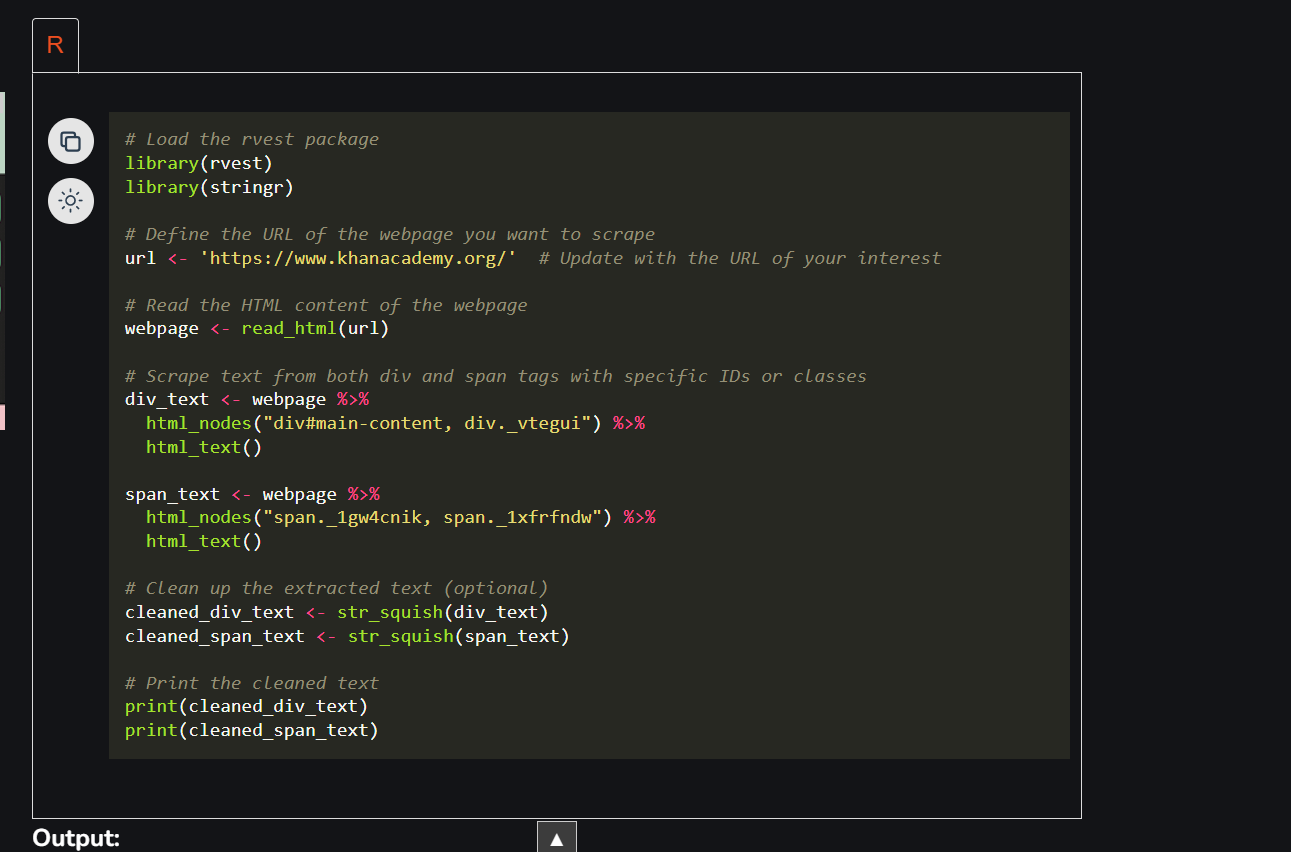 R
# Load the rvest package
library(rvest)
library(stringr)
# Define the URL of the webpage you want to scrape
url <- 'https://www.khanacademy.org/'  # Update with the URL of your interest
# Read the HTML content of the webpage
webpage <- read_html(url)
# Scrape text from both div and span tags with specific IDs or classes
div_text <- webpage %>%
  html_nodes("div#main-content, div._vtegui") %>%
  html_text()
span_text <- webpage %>%
  html_nodes("span._1gw4cnik, span._1xfrfndw") %>%
  html_text()
# Clean up the extracted text (optional)
cleaned_div_text <- str_squish(div_text)
cleaned_span_text <- str_squish(span_text)
# Print the cleaned text
print(cleaned_div_text)
print(cleaned_span_text)
Output: